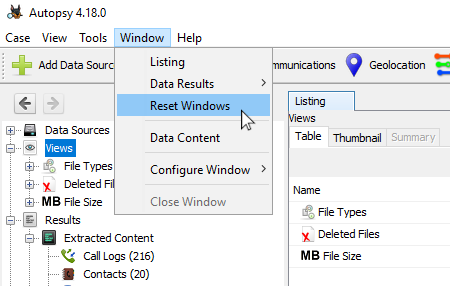 Autopsy 4.18.0
Case View Tools Window Help
Add Data Sourc
mmunications
Geolocation
Listing
Data Results
Reset Windows
Data Content
Configure Window
Close Window
Data Sources
Views
File Types
Deleted Files
MB File Size
Results
Extracted Content
Call Logs (216)
Contacts (20)
Listing
Views
Table Thumbnail Summary
Name
File Types
Deleted Files
MB File Size